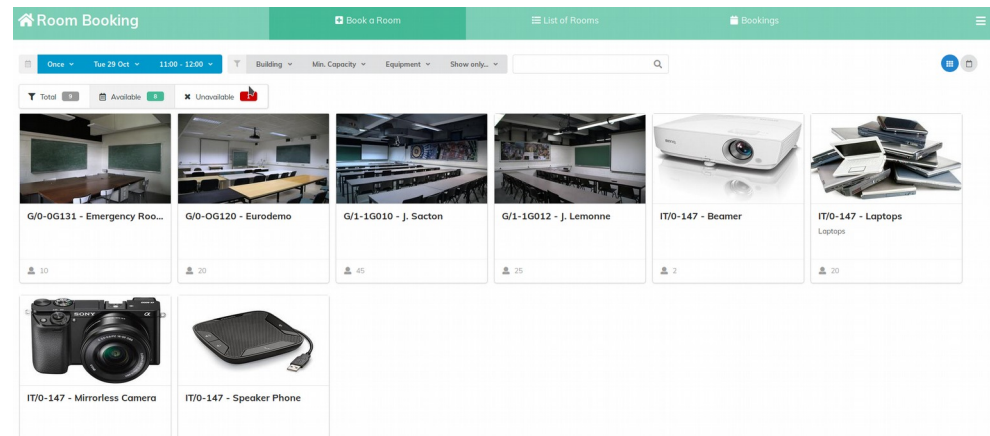 Room Booking
Book a Room
List of Rooms
Bookings
Once
Tue 29 Oct
11:00 - 12:00
Building
Min. Capacity
Equipment
Show only...
Total 9
Available 8
Unavailable 1
G/0-0G131 - Emergency Roo...
G/0-OG120 - Eurodemo
G/1-1G010 - J. Sacton
G/1-1G012 - J. Lemonne
IT/0-147 - Beamer
IT/0-147 - Laptops
Laptops
10
20
45
25
2
20
SONY α
IT/0-147 - Mirrorless Camera
IT/0-147 - Speaker Phone